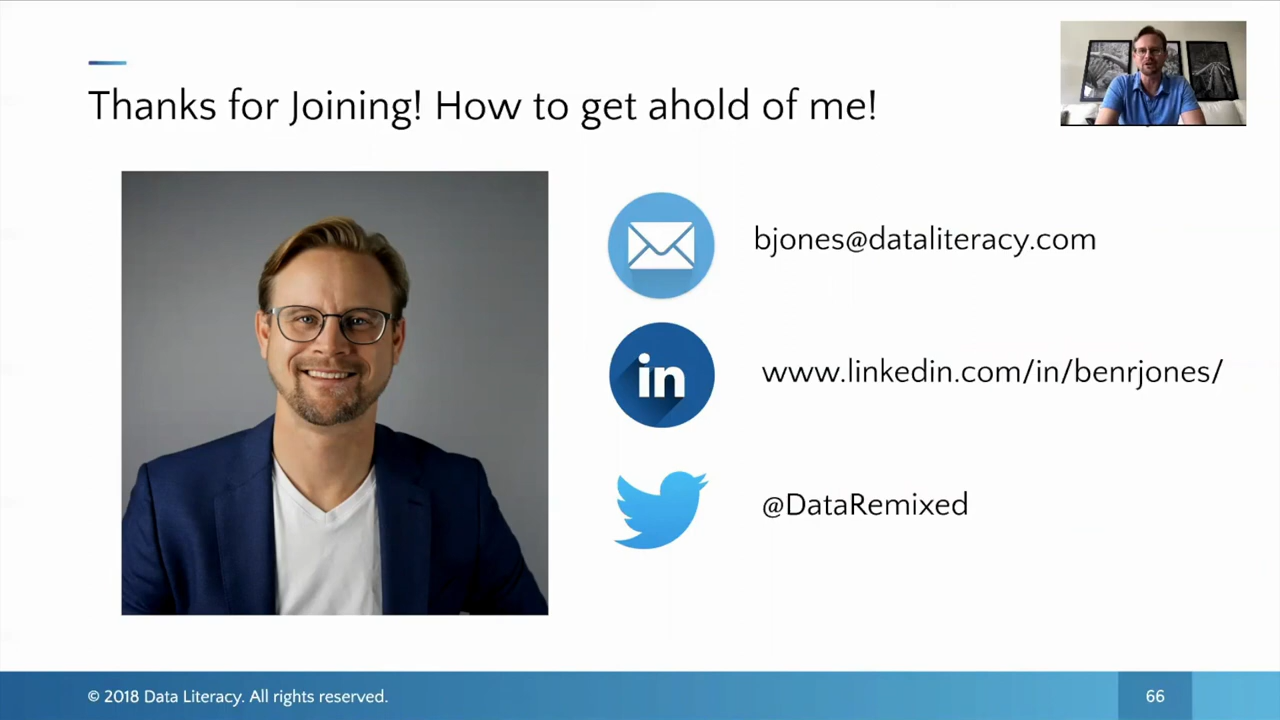 Thanks for Joining! How to get ahold of me!
bjones@dataliteracy.com
in
www.linkedin.com/in/benrjones/
@DataRemixed
© 2018 Data Literacy. All rights reserved.
66